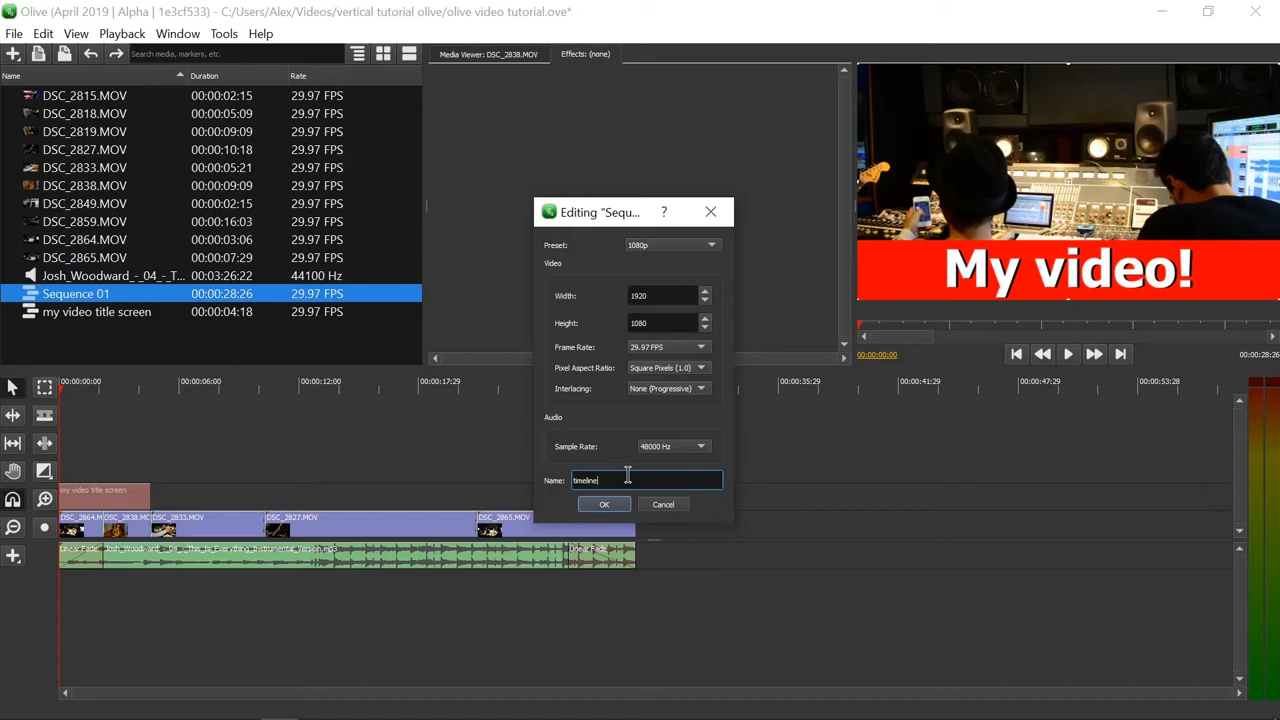 Olive (April 2019 | Alpha | 1e3cf533) - C:/Users/Alex/Videos/vertical tutorial olive/olive video tutorial.ove*
File Edit View Playback Window Tools Help
Search media, markers, etc.
Media Viewer: DSC_2838.MOV Effects: (none)
Name Duration Rate
DSC_2815.MOV 00:00:02:15 29.97 FPS
DSC_2818.MOV 00:00:05:09 29.97 FPS
DSC_2819.MOV 00:00:09:09 29.97 FPS
DSC_2827.MOV 00:00:10:18 29.97 FPS
DSC_2833.MOV 00:00:05:21 29.97 FPS
DSC_2838.MOV 00:00:09:09 29.97 FPS
DSC_2849.MOV 00:00:02:15 29.97 FPS
DSC_2859.MOV 00:00:16:03 29.97 FPS
DSC_2864.MOV 00:00:03:06 29.97 FPS
DSC_2865.MOV 00:00:07:29 29.97 FPS
Josh_Woodward_-_04_-_T... 00:03:26:22 44100 Hz
Sequence 01 00:00:28:26 29.97 FPS
my video title screen 00:00:04:18 29.97 FPS
Editing "Sequ... ?
Preset: 1080p
Video
Width: 1920
Height: 1080
Frame Rate: 29.97 FPS
Pixel Aspect Ratio: Square Pixels (1.0)
Interlacing: None (Progressive)
Audio
Sample Rate: 48000 Hz
Name: timeline
OK Cancel
My video!
00:00:00:00 00:00:28:26
00:00:00:00 00:00:06:00 00:00:12:00 00:00:17:29 00:00:35:29 00:00:41:29 00:00:47:29 00:00:53:28
my video title screen
DSC_2864.M DSC_2838.MC DSC_2833.MOV DSC_2827.MOV DSC_2865.MOV
Linear Fade Josh_Woodward_-_04_-_This_Is_Everything_Instrumental_Version.mp3 Linear Fade